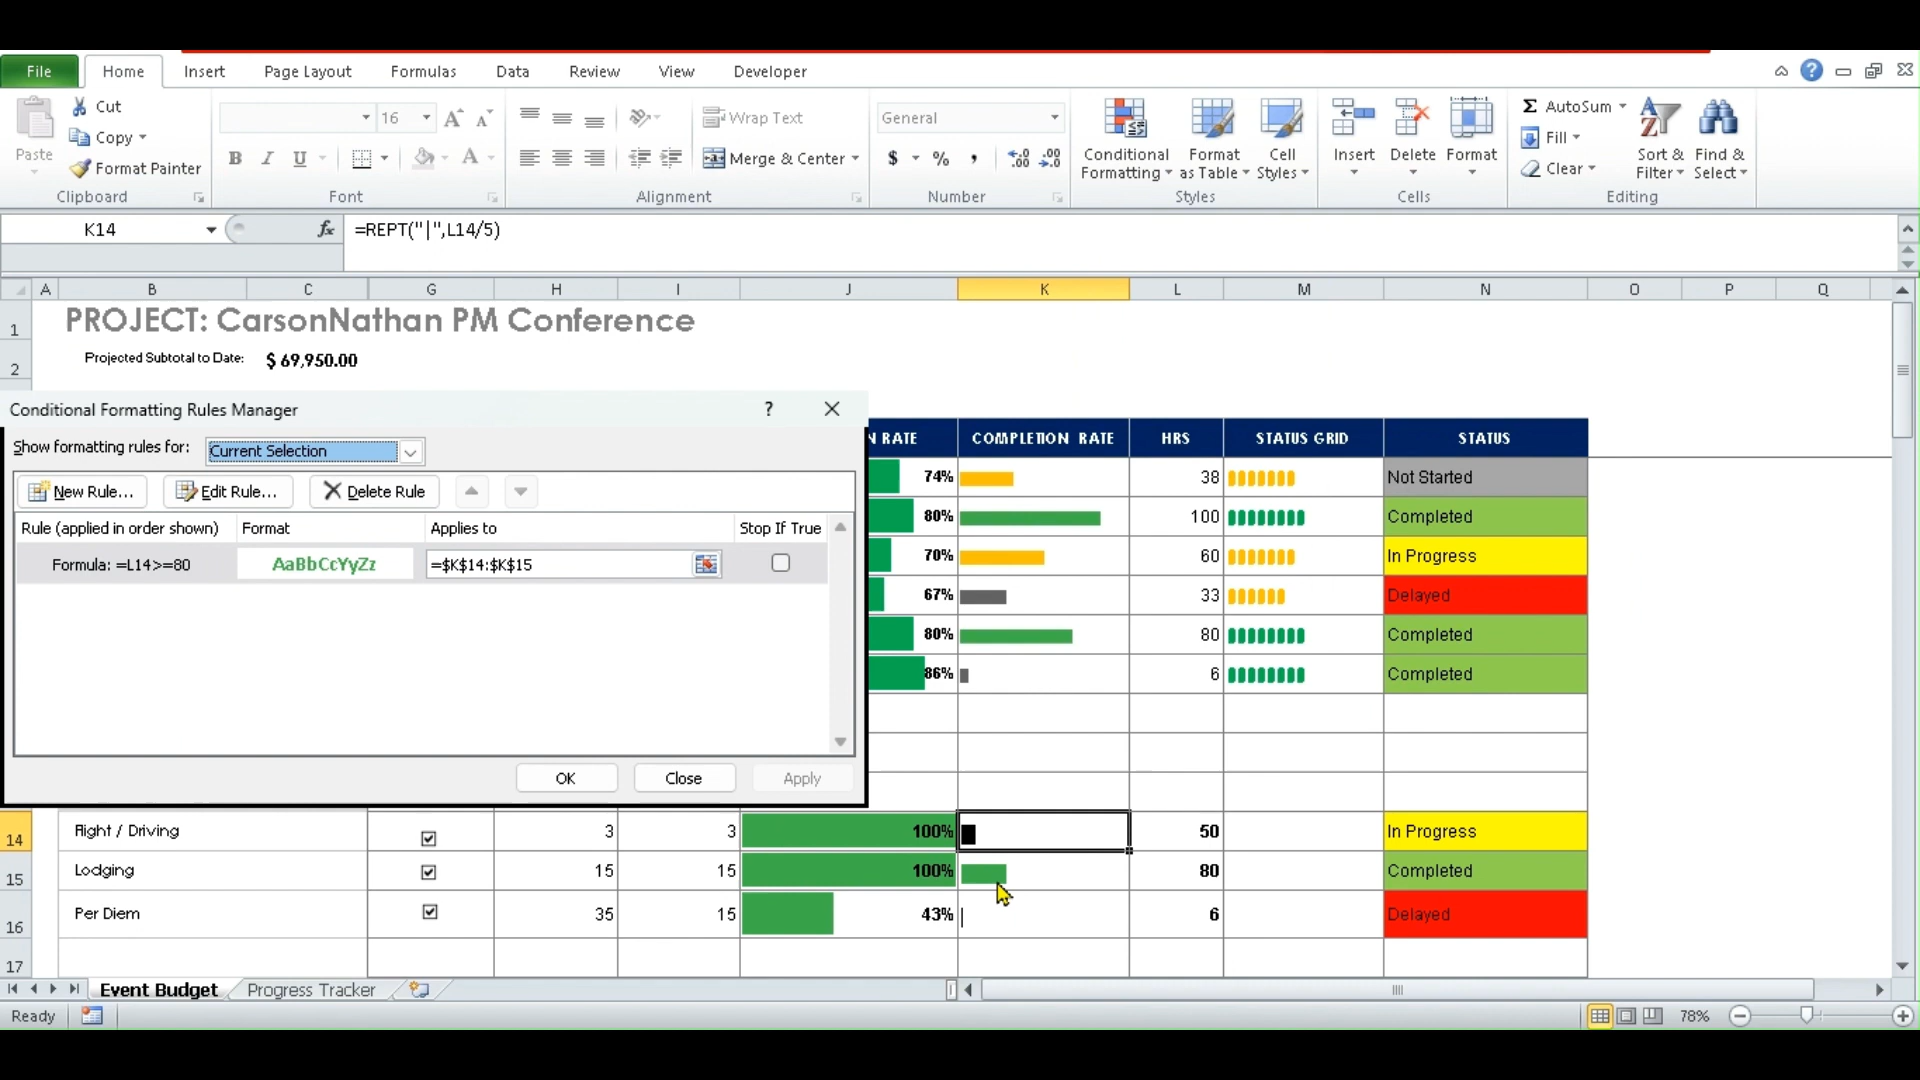 File Home Insert Page Layout Formulas Data Review View Developer
Cut
Copy
Format Painter
Paste
Clipboard
16
B I U A
Font
Wrap Text
Merge & Center
Alignment
General
$ % ,
Number
Conditional Formatting
Format as Table
Cell Styles
Styles
Insert Delete Format
Cells
Σ AutoSum
Fill
Clear
Sort & Filter
Find & Select
Editing
K14 fx =REPT("|",L14/5)
A B C G H I J K L M N O P Q
1 PROJECT: CarsonNathan PM Conference
2 Projected Subtotal to Date: $ 69,950.00
Conditional Formatting Rules Manager ?
Show formatting rules for: Current Selection
New Rule... Edit Rule... Delete Rule
Rule (applied in order shown) Format Applies to Stop If True
Formula: =L14>=80 AaBbCcYyZz =$K$14:$K$15
OK Close Apply
N RATE COMPLETION RATE HRS STATUS GRID STATUS
74% 38 Not Started
80% 100 Completed
70% 60 In Progress
67% 33 Delayed
80% 80 Completed
86% 6 Completed
14 Right / Driving 3 3 100% 50 In Progress
15 Lodging 15 15 100% 80 Completed
16 Per Diem 35 15 43% | 6 Delayed
17
Event Budget Progress Tracker
Ready 78%